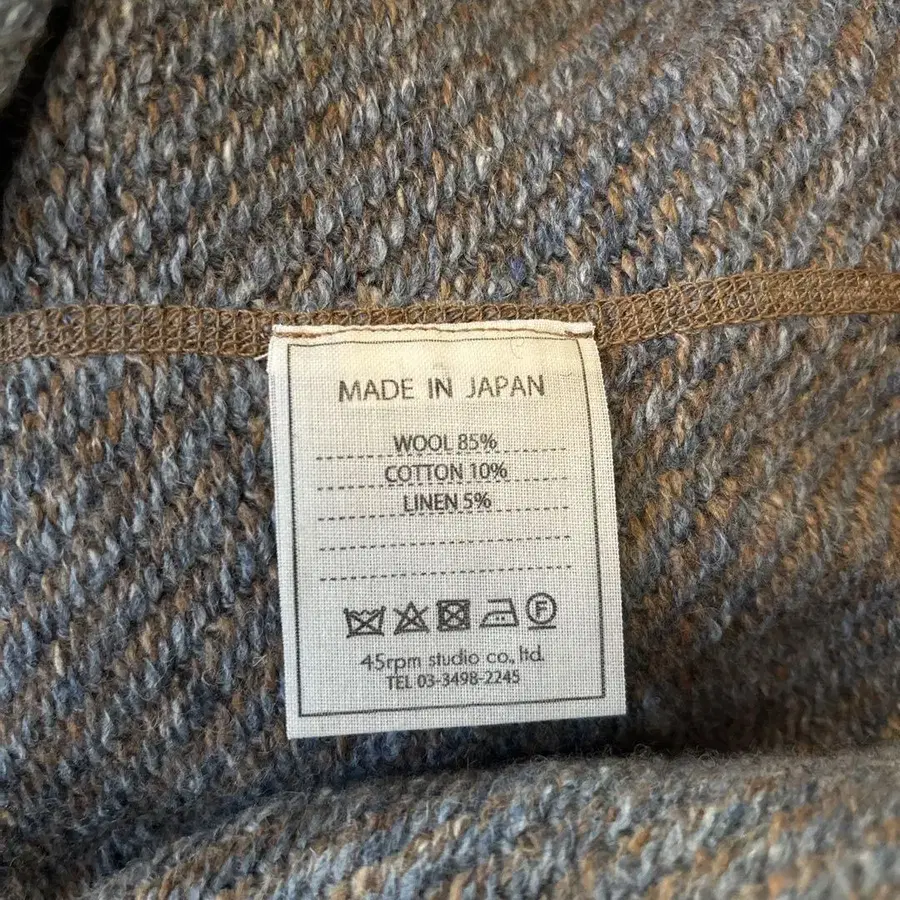 MADE IN JAPAN
WOOL 85%
COTTON 10%
LINEN 5%
F
45rpm studio co., ltd.
TEL 03-3498-2245